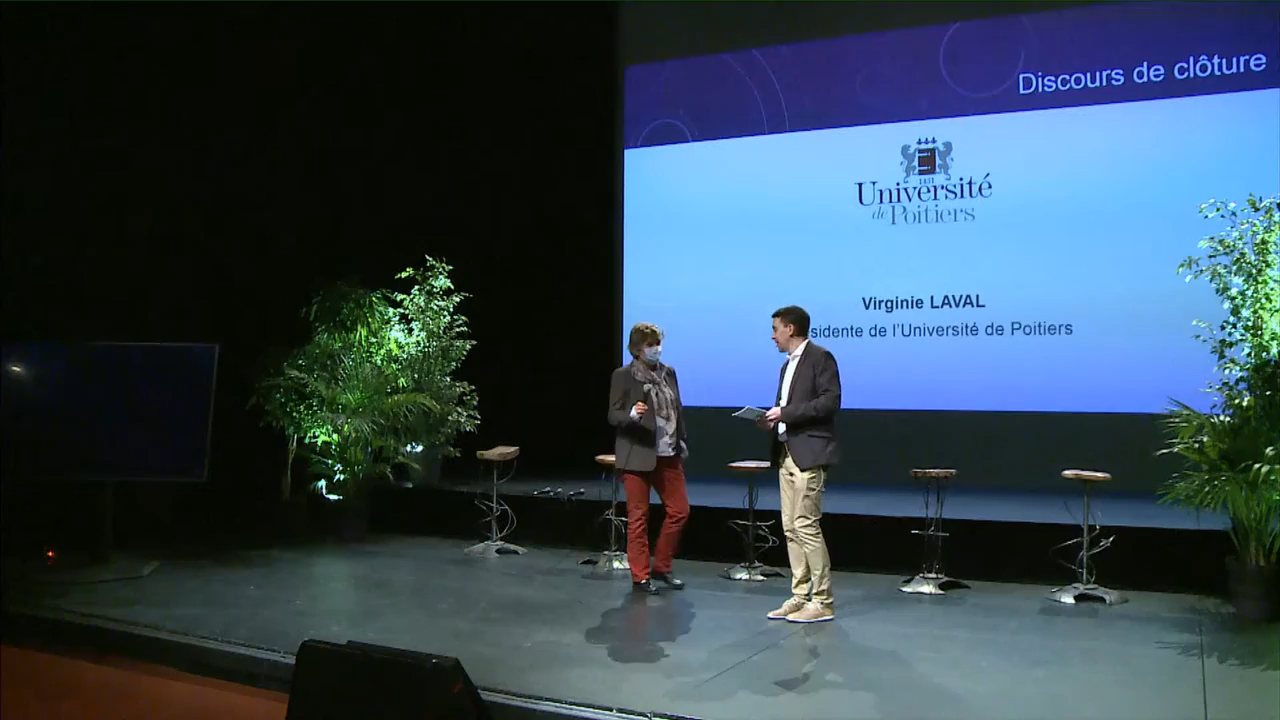 Discours de clôture
Université
de Poitiers
Virginie LAVAL
sidente de l'Université de Poitiers